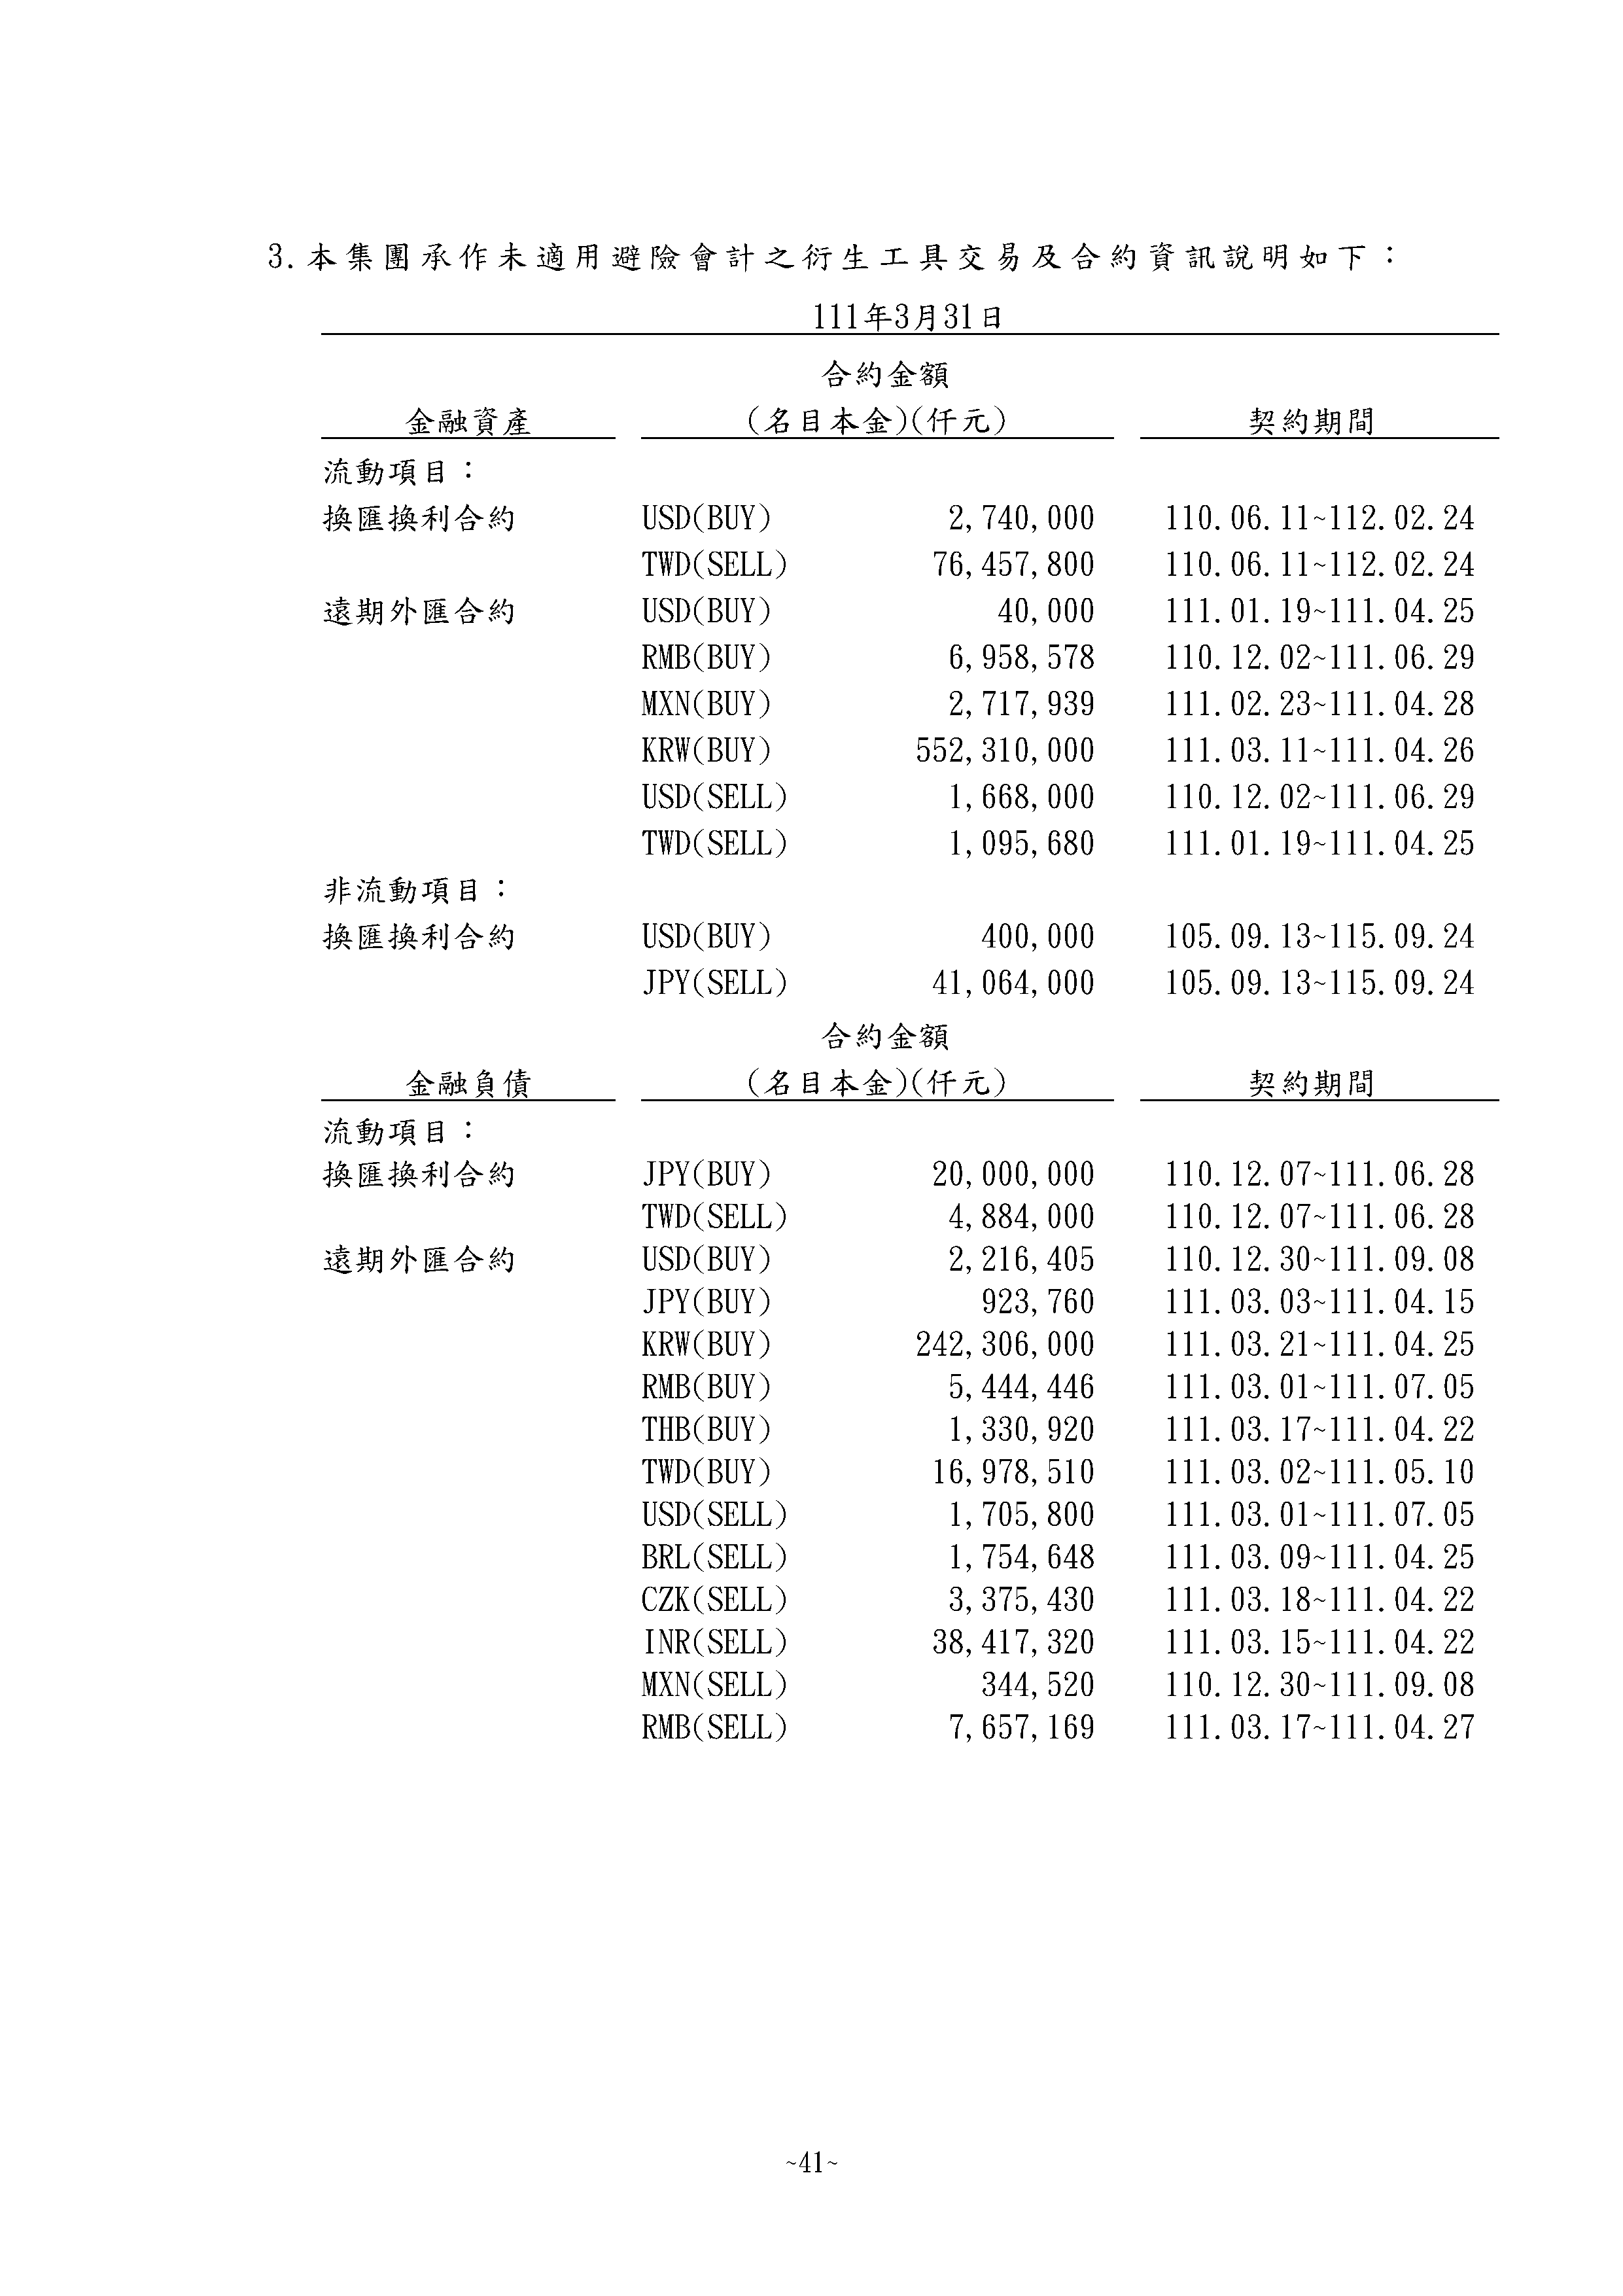 3.本集團承作未適用避險會計之衍生工具交易及合約資訊說明如下：
111年3月31日
合約金額
金融資產 (名目本金)(仟元) 契約期間
流動項目：
換匯換利合約 USD(BUY) 2,740,000 110.06.11~112.02.24
TWD(SELL) 76,457,800 110.06.11~112.02.24
遠期外匯合約 USD(BUY) 40,000 111.01.19~111.04.25
RMB(BUY) 6,958,578 110.12.02~111.06.29
MXN(BUY) 2,717,939 111.02.23~111.04.28
KRW(BUY) 552,310,000 111.03.11~111.04.26
USD(SELL) 1,668,000 110.12.02~111.06.29
TWD(SELL) 1,095,680 111.01.19~111.04.25
非流動項目：
換匯換利合約 USD(BUY) 400,000 105.09.13~115.09.24
JPY(SELL) 41,064,000 105.09.13~115.09.24
合約金額
金融負債 (名目本金)(仟元) 契約期間
流動項目：
換匯換利合約 JPY(BUY) 20,000,000 110.12.07~111.06.28
TWD(SELL) 4,884,000 110.12.07~111.06.28
遠期外匯合約 USD(BUY) 2,216,405 110.12.30~111.09.08
JPY(BUY) 923,760 111.03.03~111.04.15
KRW(BUY) 242,306,000 111.03.21~111.04.25
RMB(BUY) 5,444,446 111.03.01~111.07.05
THB(BUY) 1,330,920 111.03.17~111.04.22
TWD(BUY) 16,978,510 111.03.02~111.05.10
USD(SELL) 1,705,800 111.03.01~111.07.05
BRL(SELL) 1,754,648 111.03.09~111.04.25
CZK(SELL) 3,375,430 111.03.18~111.04.22
INR(SELL) 38,417,320 111.03.15~111.04.22
MXN(SELL) 344,520 110.12.30~111.09.08
RMB(SELL) 7,657,169 111.03.17~111.04.27
~41~